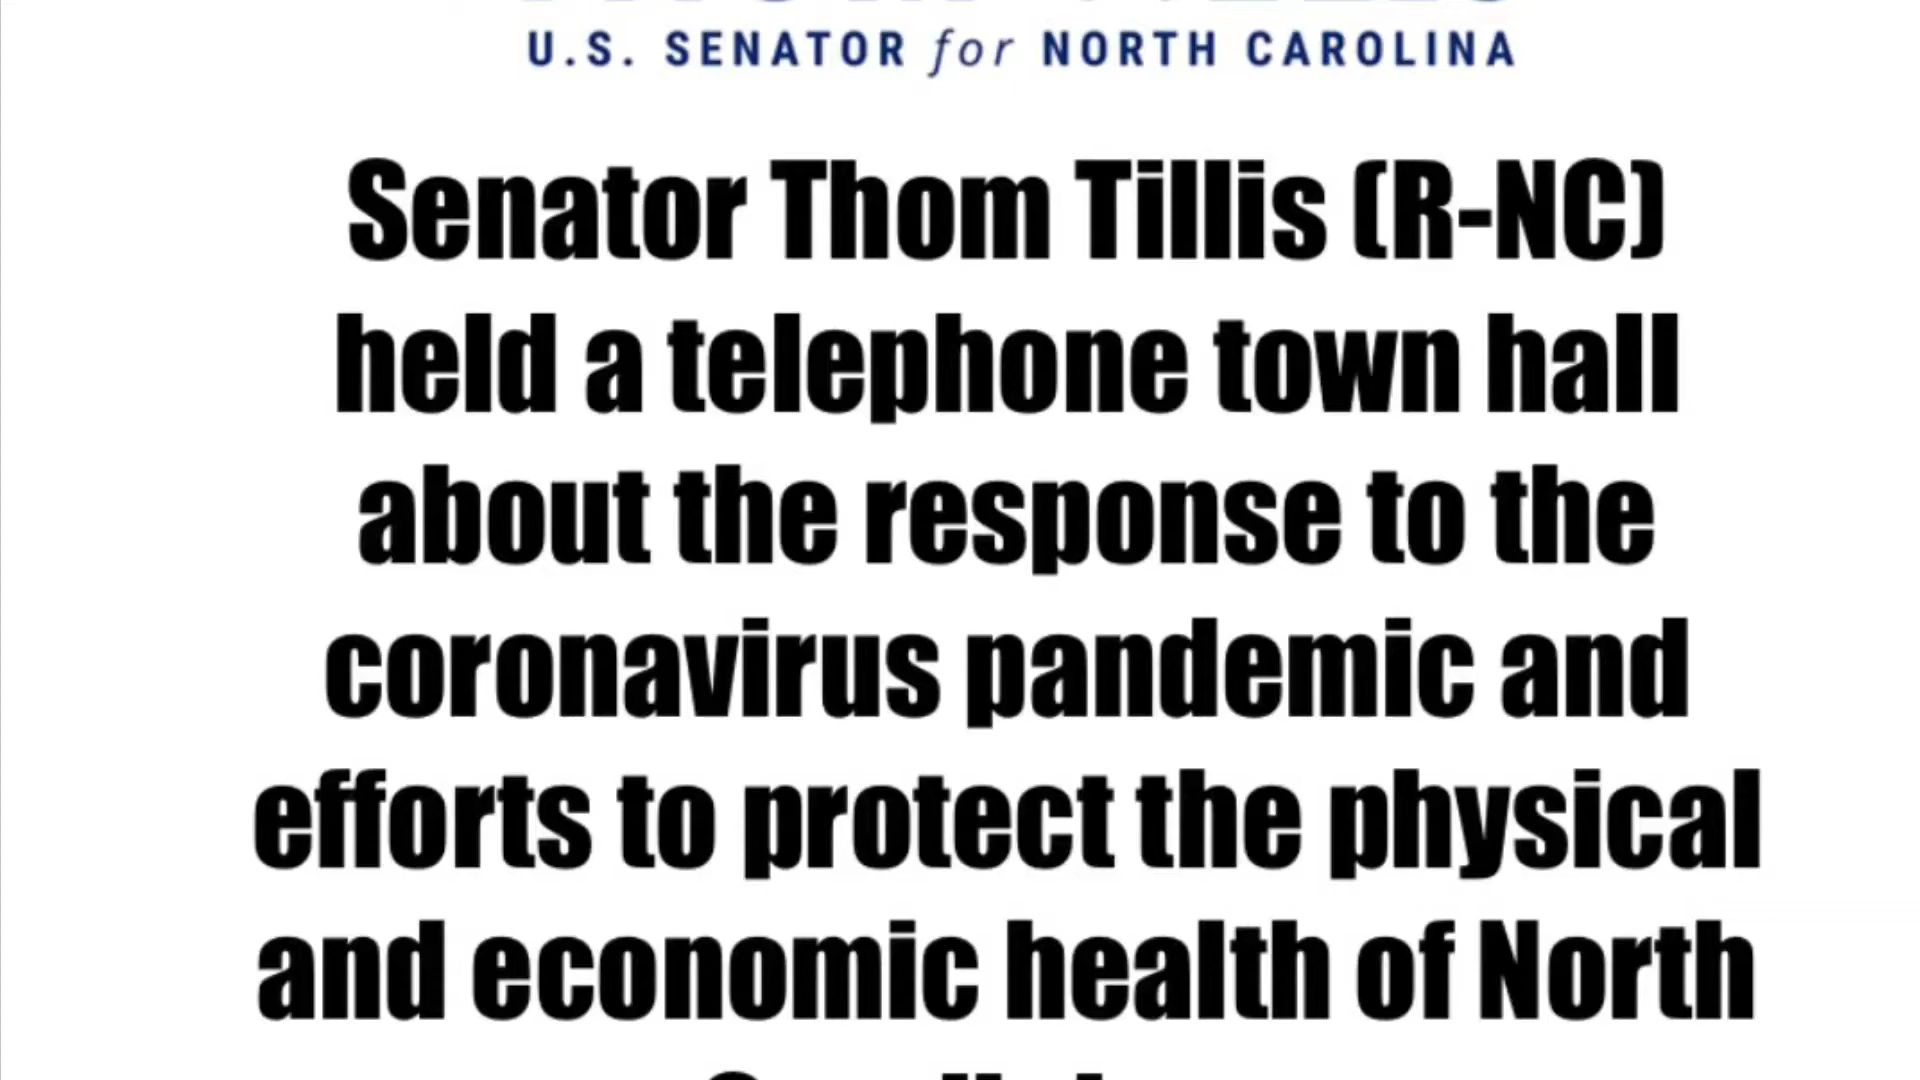 U.S. SENATOR for NORTH CAROLINA
Senator Thom Tillis (R-NC)
held a telephone town hall
about the response to the
coronavirus pandemic and
efforts to protect the physical
and economic health of North